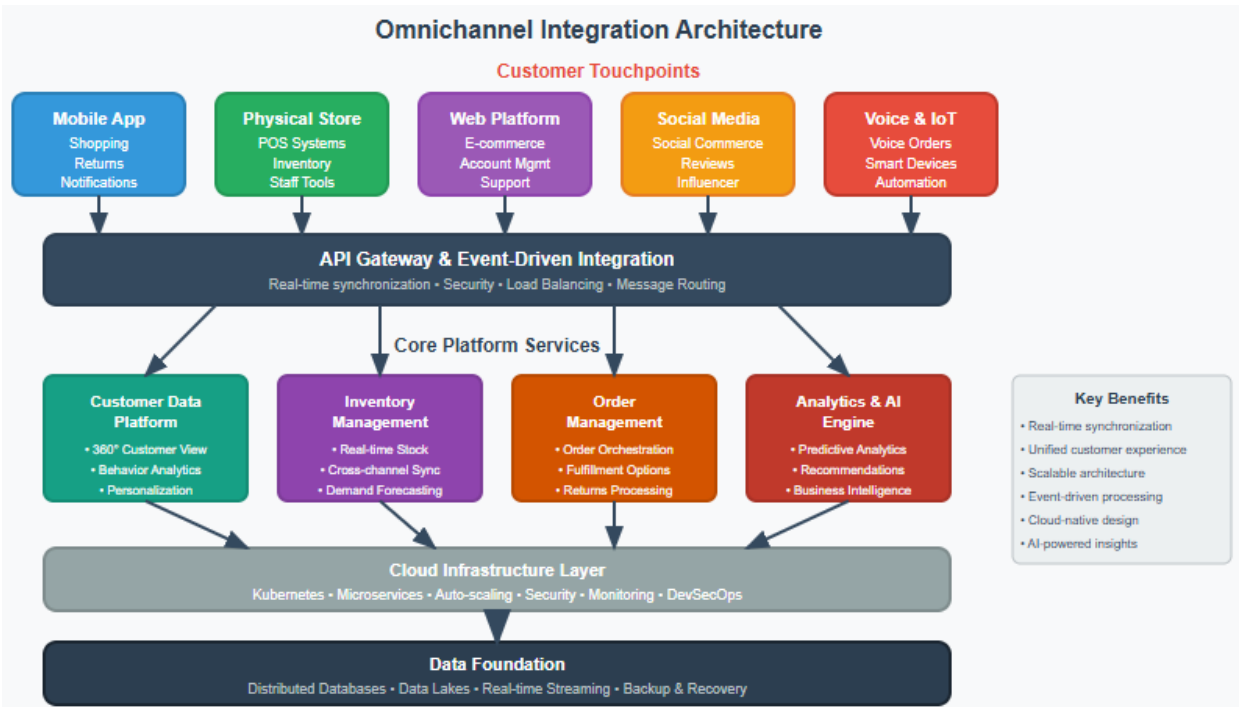 Omnichannel Integration Architecture
Customer Touchpoints
Mobile App
Shopping
Returns
Notifications
Physical Store
POS Systems
Inventory
Staff Tools
Web Platform
E-commerce
Account Mgmt
Support
Social Media
Social Commerce
Reviews
Influencer
Voice & IoT
Voice Orders
Smart Devices
Automation
API Gateway & Event-Driven Integration
Real-time synchronization • Security • Load Balancing • Message Routing
Core Platform Services
Customer Data
Platform
• 360° Customer View
• Behavior Analytics
• Personalization
Inventory
Management
• Real-time Stock
• Cross-channel Sync
• Demand Forecasting
Order
Management
• Order Orchestration
• Fulfillment Options
• Returns Processing
Analytics & AI
Engine
• Predictive Analytics
• Recommendations
• Business Intelligence
Key Benefits
• Real-time synchronization
• Unified customer experience
• Scalable architecture
• Event-driven processing
• Cloud-native design
• AI-powered insights
Cloud Infrastructure Layer
Kubernetes • Microservices • Auto-scaling • Security • Monitoring • DevSecOps
Data Foundation
Distributed Databases • Data Lakes • Real-time Streaming • Backup & Recovery